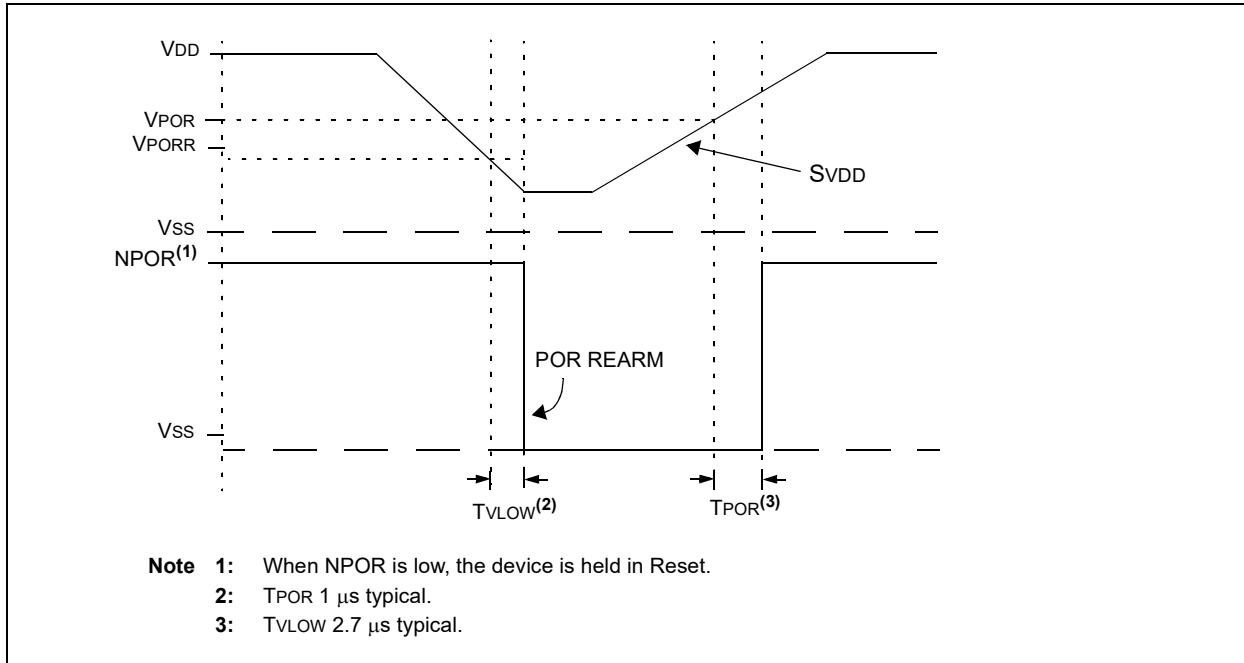 VDD
VPOR
VPORR
SVDD
VSS
NPOR(1)
POR REARM
VSS
TVLOW(2)
TPOR(3)
Note 1: When NPOR is low, the device is held in Reset.
2: TPOR 1 μs typical.
3: TVLOW 2.7 μs typical.